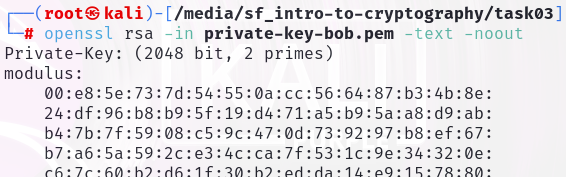 ┌──(root㉿kali)-[/media/sf_intro-to-cryptography/task03]
└─# openssl rsa -in private-key-bob.pem -text -noout
Private-Key: (2048 bit, 2 primes)
modulus:
    00:e8:5e:73:7d:54:55:0a:cc:56:64:87:b3:4b:8e:
    24:df:96:b8:b9:5f:19:d4:71:a5:b9:5a:a8:d9:ab:
    b4:7b:7f:59:08:c5:9c:47:0d:73:92:97:b8:ef:67:
    b7:a6:5a:59:2c:e3:4c:ca:7f:53:1c:9e:34:32:0e:
    c6:7c:60:b2:d6:1f:30:b2:ed:da:14:e9:15:78:80: